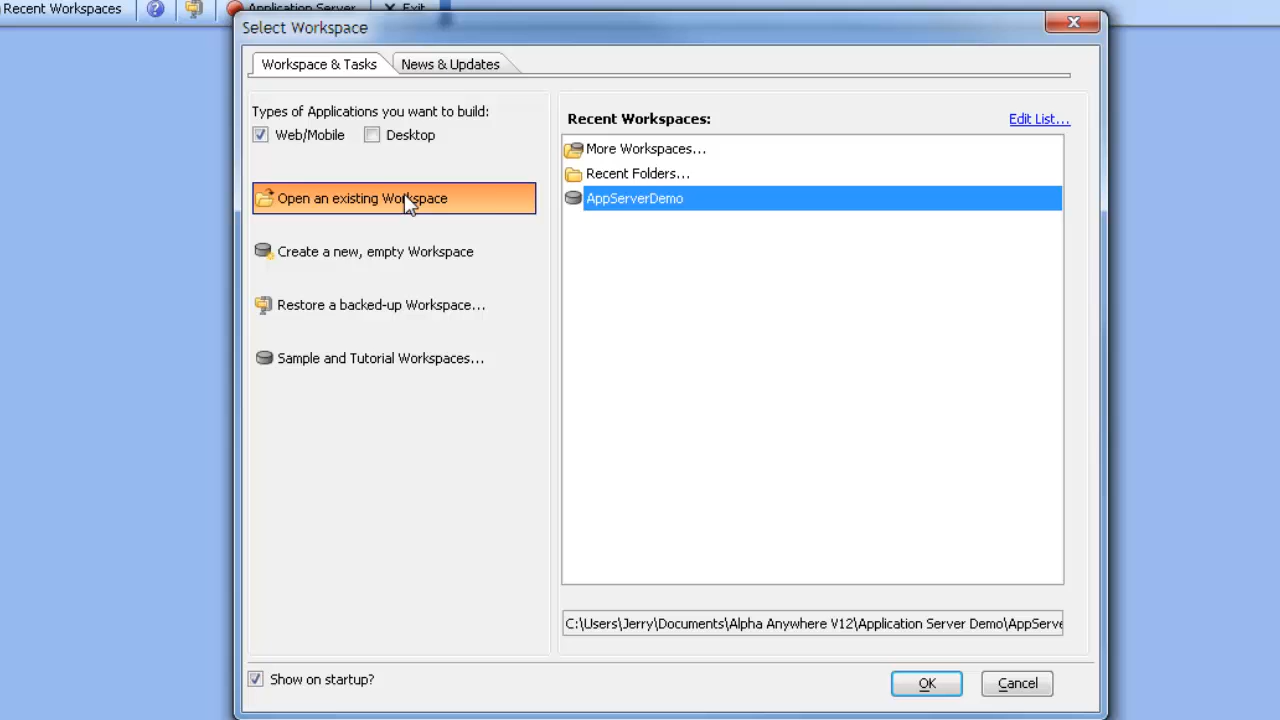 Recent Workspaces
Application Server
Exit
Select Workspace
Workspace & Tasks
News & Updates
Types of Applications you want to build:
Web/Mobile
Desktop
Open an existing Workspace
Create a new, empty Workspace
Restore a backed-up Workspace...
Sample and Tutorial Workspaces...
Recent Workspaces:
Edit List...
More Workspaces...
Recent Folders...
AppServerDemo
C:\Users\Jerry\Documents\Alpha Anywhere V12\Application Server Demo\AppServe
Show on startup?
OK
Cancel